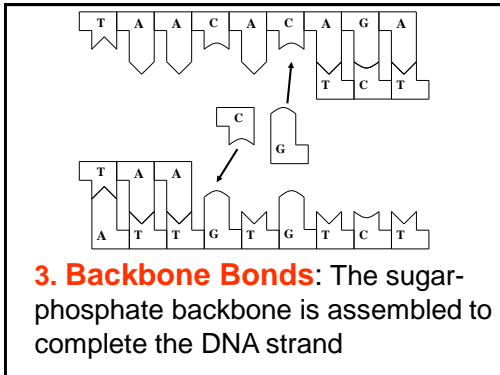 T A A C A C A G A
T C T
C
G
T A A
A T T G T G T C T
3. Backbone Bonds: The sugar-
phosphate backbone is assembled to
complete the DNA strand